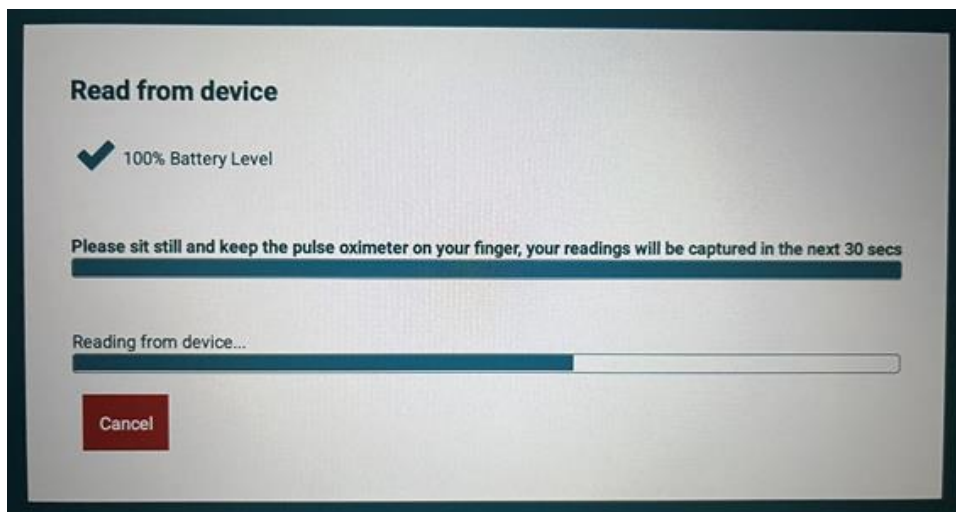 Read from device
100% Battery Level
Please sit still and keep the pulse oximeter on your finger, your readings will be captured in the next 30 secs
Reading from device...
Cancel